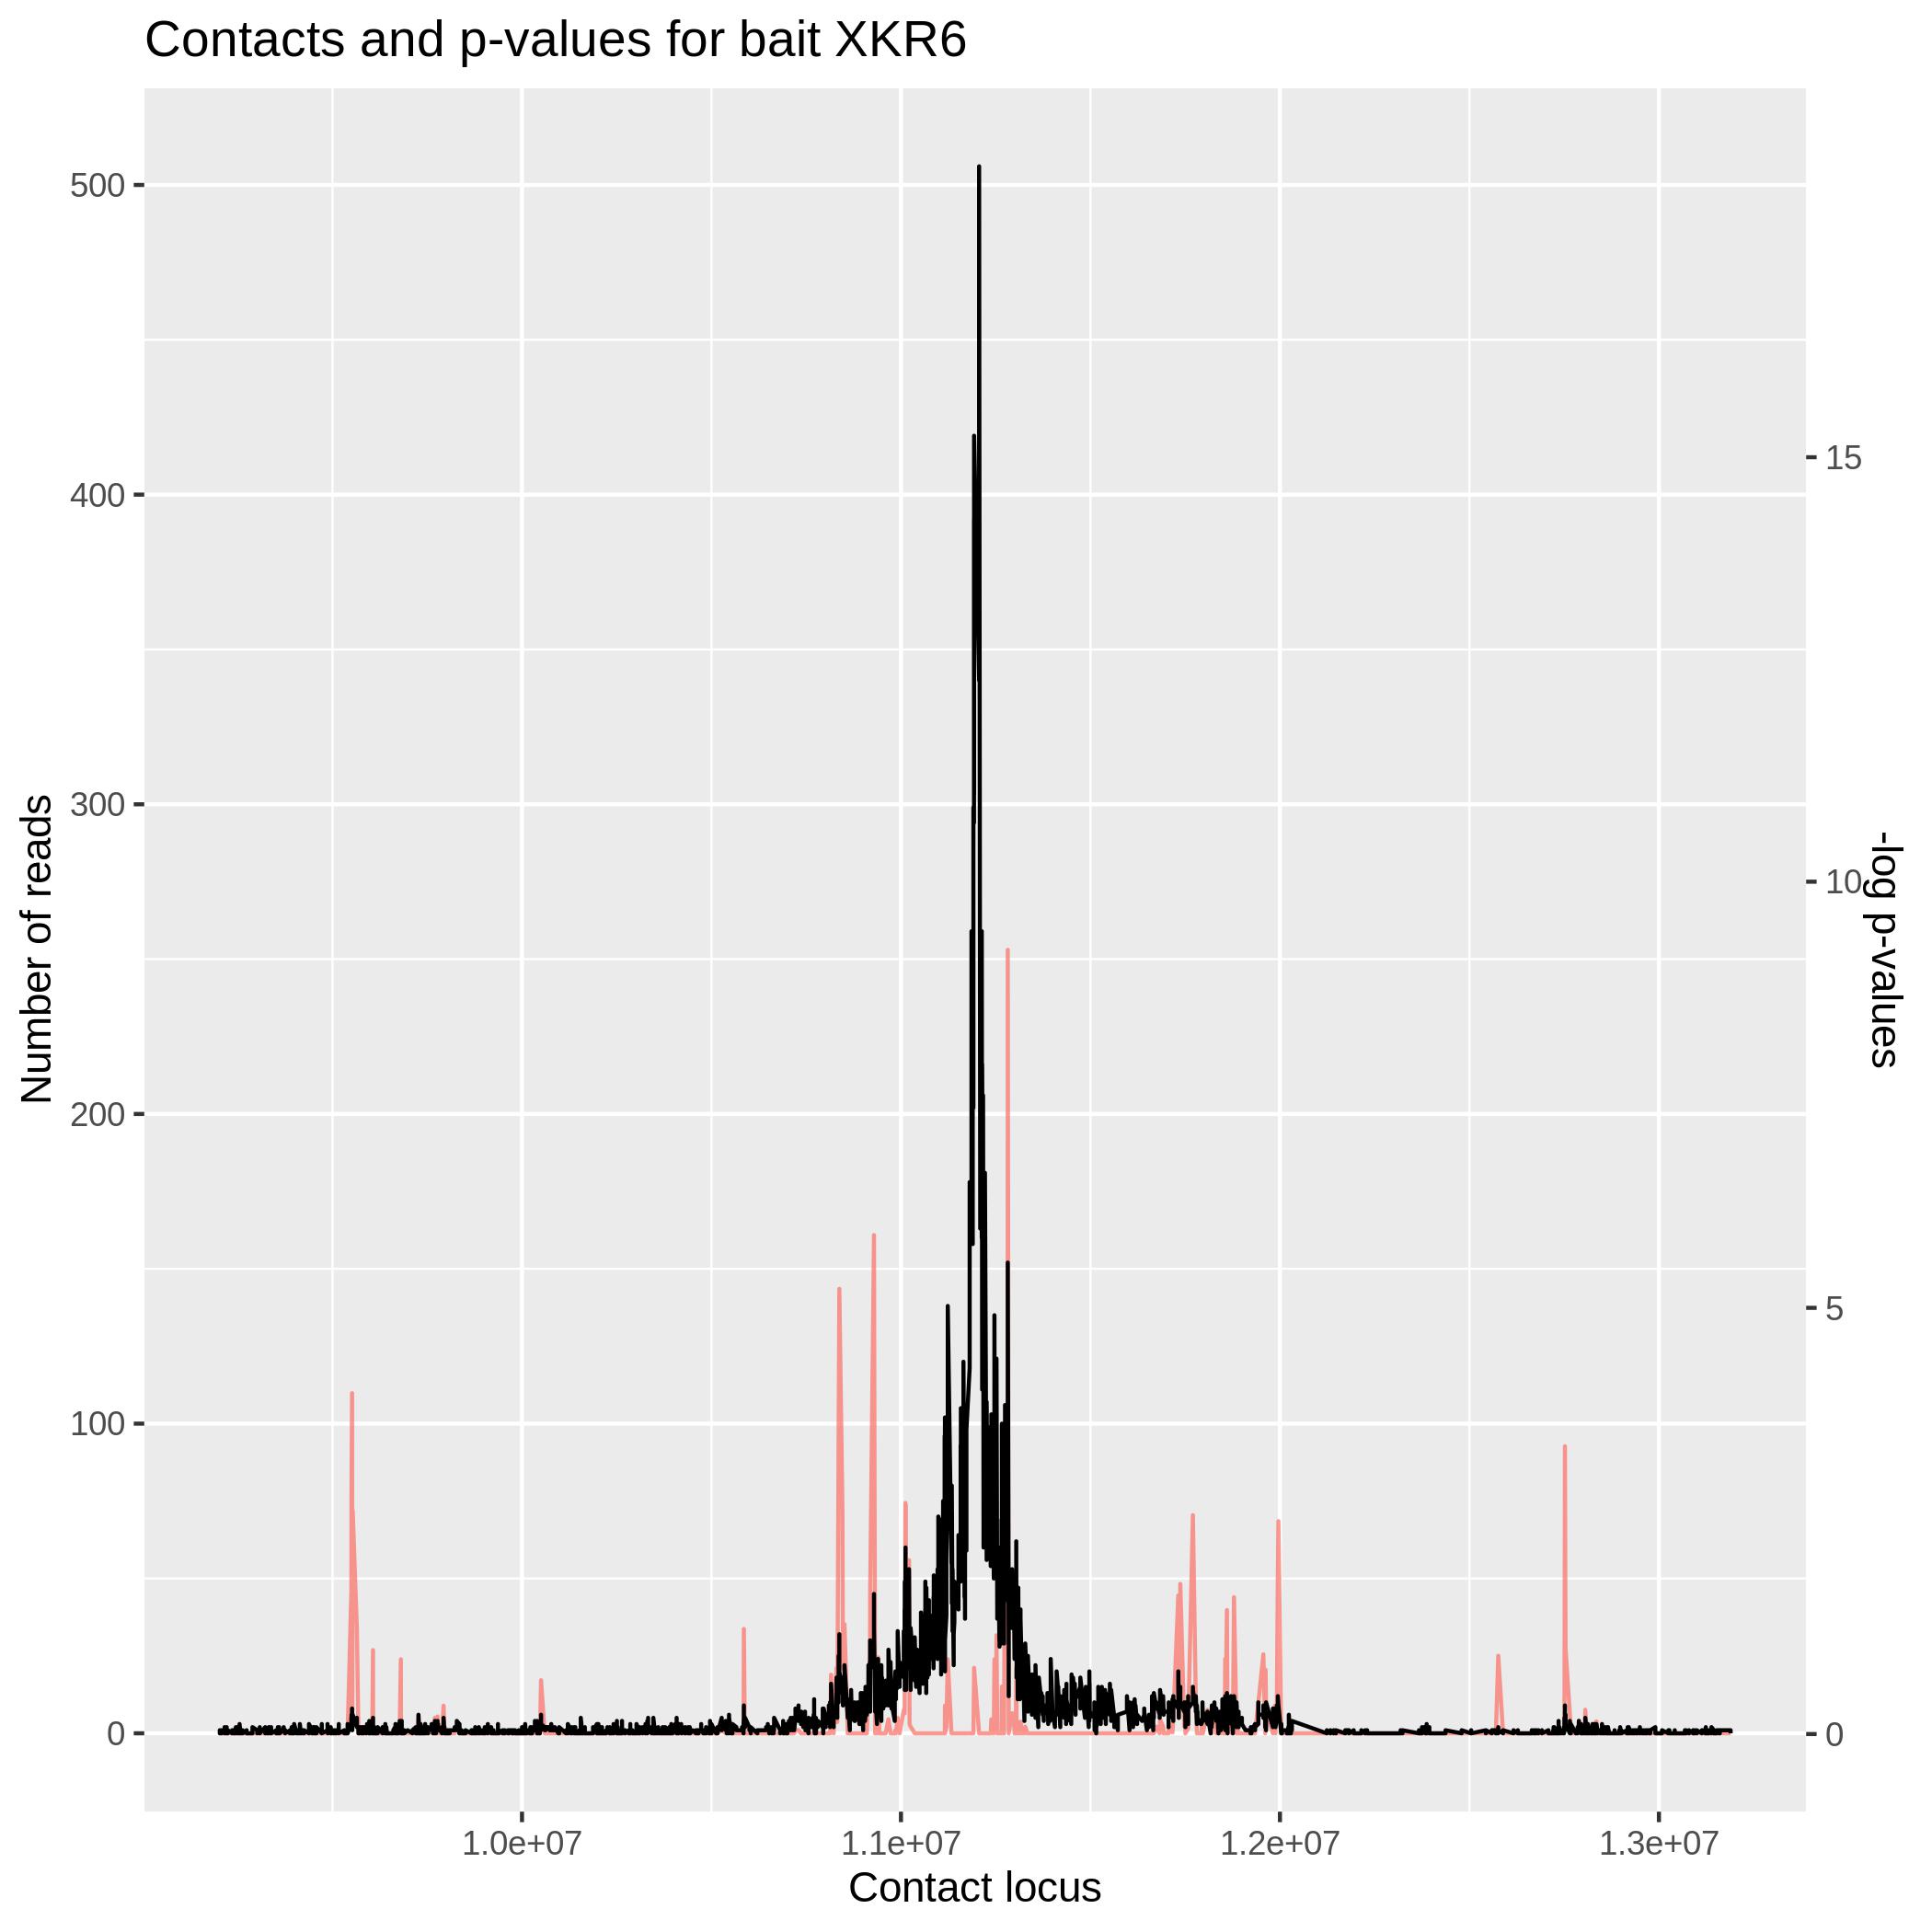 Contacts and p-values for bait XKR6
500
400
300
200
100
0
Number of reads
15
10
5
0
-log p-values
1.0e+07
1.1e+07
1.2e+07
1.3e+07
Contact locus